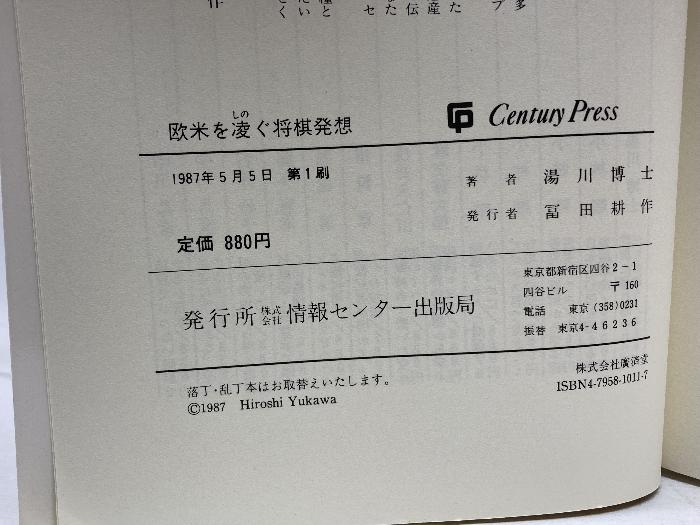 欧米を凌ぐ将棋発想
しの
Century Press
1987年5月5日 第1刷
著者 湯川博士
発行者 冨田耕作
定価 880円
発行所 株式会社 情報センター出版局
東京都新宿区四谷2-1
四谷ビル 〒160
電話 東京(358)0231
振替 東京4-46236
落丁・乱丁本はお取替えいたします。
©1987 Hiroshi Yukawa
株式会社廣済堂
ISBN4-7958-1011-7